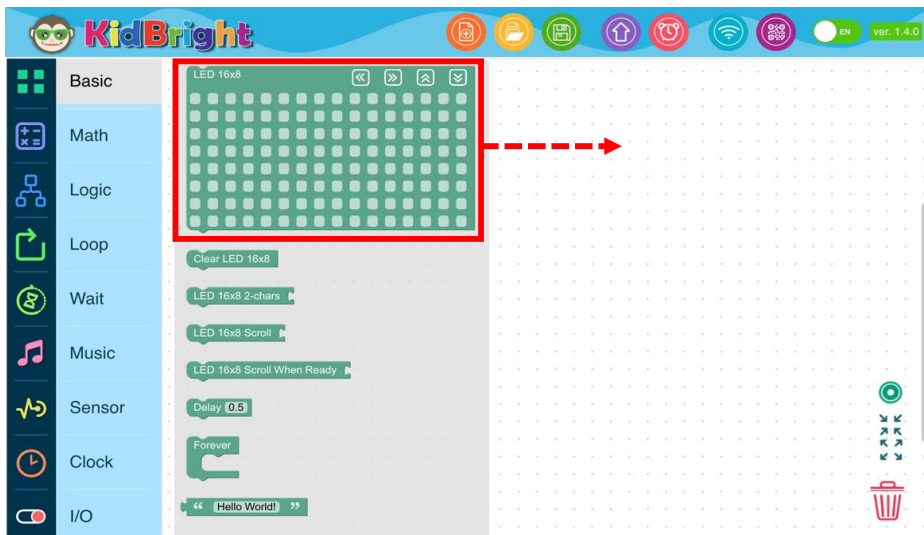 KidBright
EN
ver. 1.4.0
Basic
Math
Logic
Loop
Wait
Music
Sensor
Clock
I/O
LED 16x8
Clear LED 16x8
LED 16x8 2-chars
LED 16x8 Scroll
LED 16x8 Scroll When Ready
Delay 0.5
Forever
“ Hello World! ”